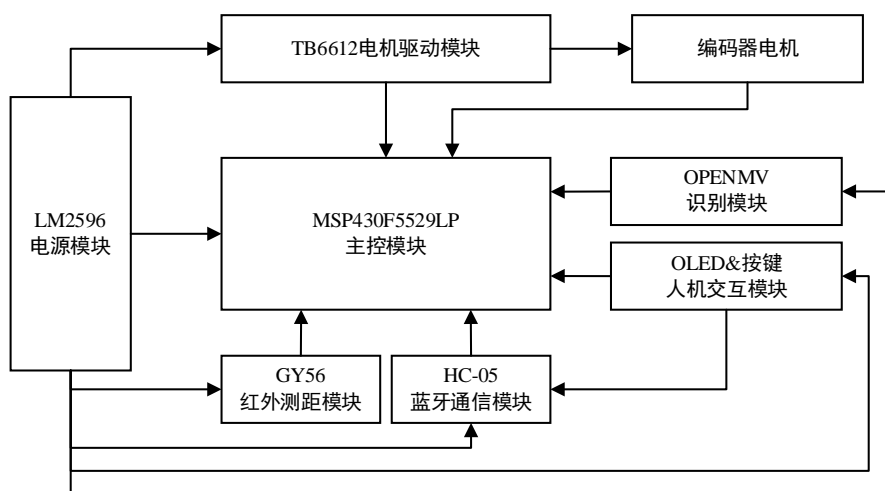 TB6612电机驱动模块
编码器电机
LM2596
电源模块
MSP430F5529LP
主控模块
OPENMV
识别模块
OLED&按键
人机交互模块
GY56
红外测距模块
HC-05
蓝牙通信模块